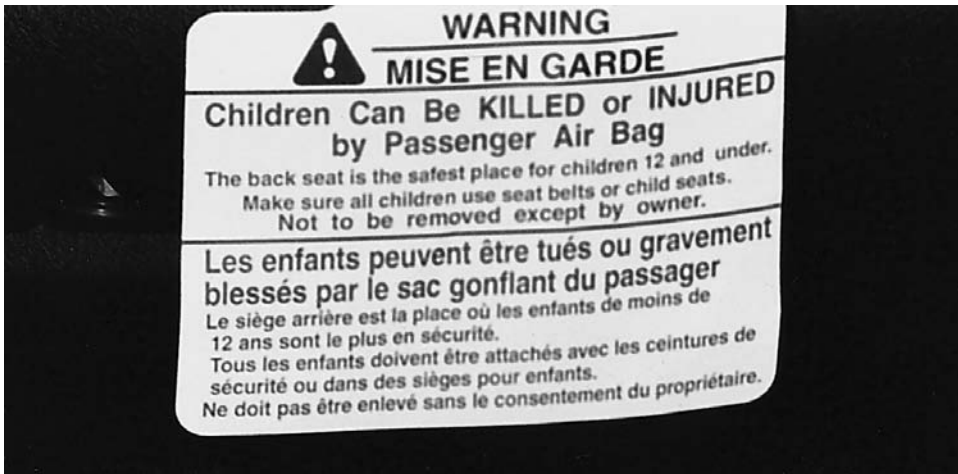 WARNING
MISE EN GARDE
Children Can Be KILLED or INJURED
by Passenger Air Bag
The back seat is the safest place for children 12 and under.
Make sure all children use seat belts or child seats.
Not to be removed except by owner.
Les enfants peuvent être tués ou gravement
blessés par le sac gonflant du passager
Le siège arrière est la place où les enfants de moins de
12 ans sont le plus en sécurité.
Tous les enfants doivent être attachés avec les ceintures de
sécurité ou dans des sièges pour enfants.
Ne doit pas être enlevé sans le consentement du propriétaire.